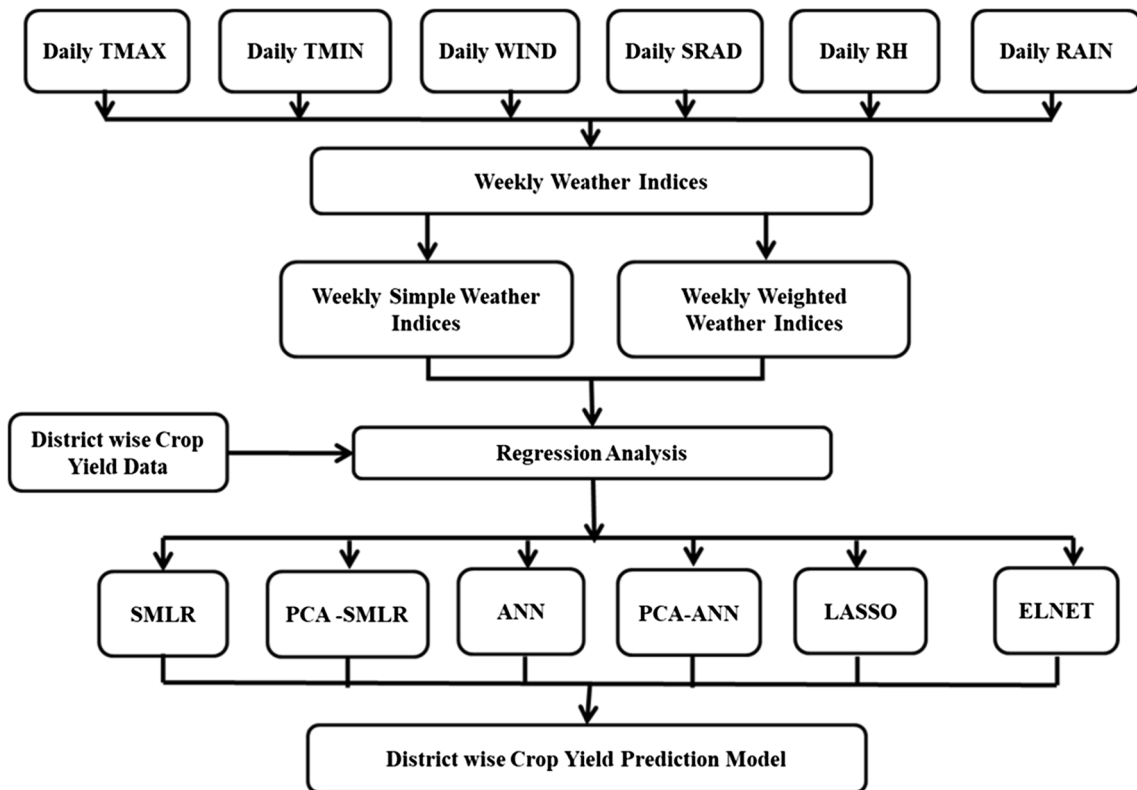 Daily TMAX
Daily TMIN
Daily WIND
Daily SRAD
Daily RH
Daily RAIN
Weekly Weather Indices
Weekly Simple Weather
Indices
Weekly Weighted
Weather Indices
District wise Crop
Yield Data
Regression Analysis
SMLR
PCA -SMLR
ANN
PCA-ANN
LASSO
ELNET
District wise Crop Yield Prediction Model